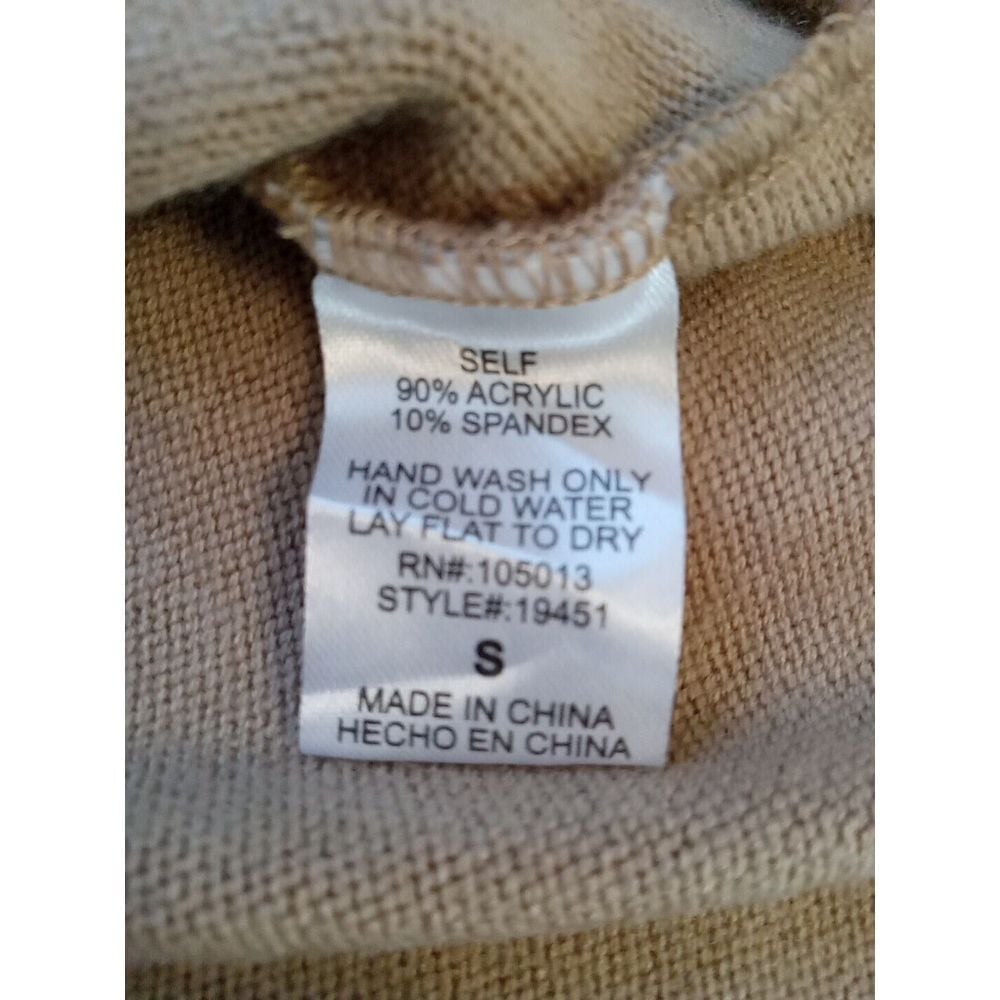 SELF
90% ACRYLIC
10% SPANDEX
HAND WASH ONLY
IN COLD WATER
LAY FLAT TO DRY
RN#:105013
STYLE#:19451
S
MADE IN CHINA
HECHO EN CHINA